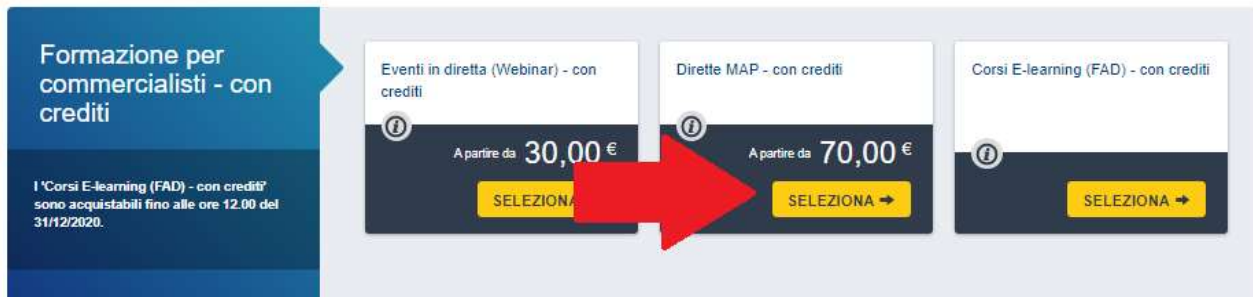 Formazione per
commercialisti - con
crediti
I 'Corsi E-learning (FAD) - con crediti'
sono acquistabili fino alle ore 12.00 del
31/12/2020.
Eventi in diretta (Webinar) - con
crediti
A partire da 30,00 €
SELEZIONA
Dirette MAP - con crediti
A partire da 70,00 €
SELEZIONA
Corsi E-learning (FAD) - con crediti
SELEZIONA